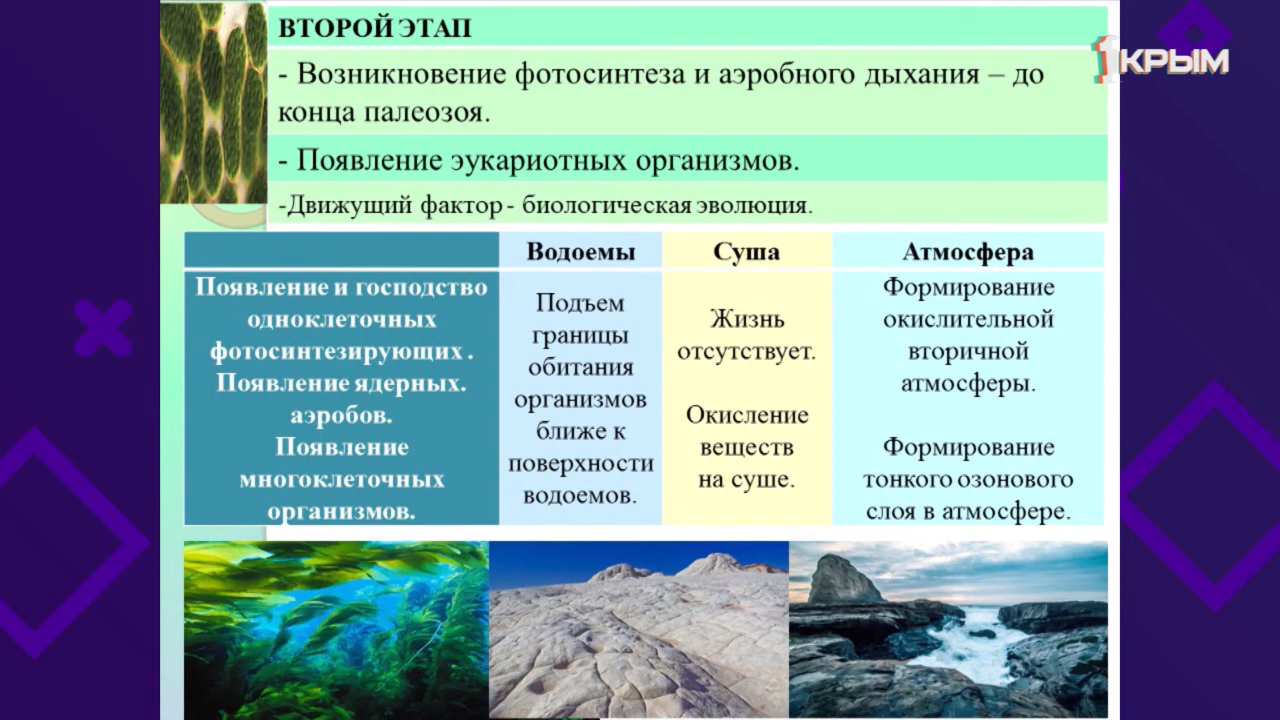 ВТОРОЙ ЭТАП
1КРЫМ
- Возникновение фотосинтеза и аэробного дыхания – до
конца палеозоя.
- Появление эукариотных организмов.
-Движущий фактор - биологическая эволюция.
Водоемы
Суша
Атмосфера
Появление и господство
одноклеточных
фотосинтезирующих .
Появление ядерных.
аэробов.
Появление
многоклеточных
организмов.
Подъем
границы
обитания
организмов
ближе к
поверхности
водоемов.
Жизнь
отсутствует.
Окисление
веществ
на суше.
Формирование
окислительной
вторичной
атмосферы.
Формирование
тонкого озонового
слоя в атмосфере.